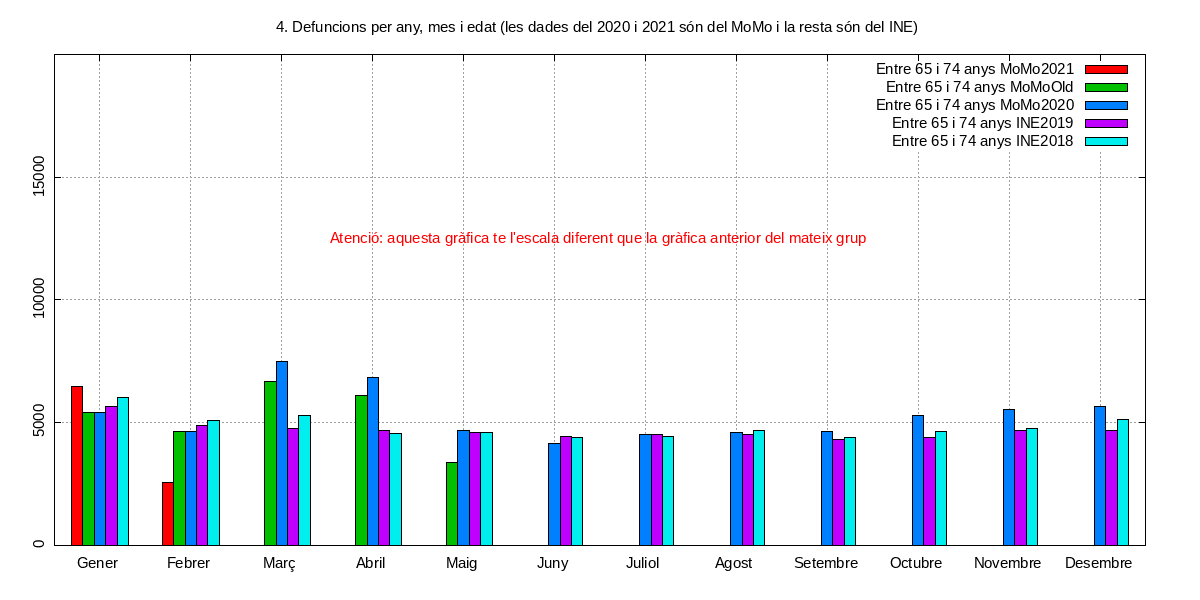 4. Defuncions per any, mes i edat (les dades del 2020 i 2021 són del MoMo i la resta són del INE)
Entre 65 i 74 anys MoMo2021
Entre 65 i 74 anys MoMoOld
Entre 65 i 74 anys MoMo2020
Entre 65 i 74 anys INE2019
Entre 65 i 74 anys INE2018
15000
Atenció: aquesta gràfica te l'escala diferent que la gràfica anterior del mateix grup
10000
5000
0
Gener Febrer Març Abril Maig Juny Juliol Agost Setembre Octubre Novembre Desembre